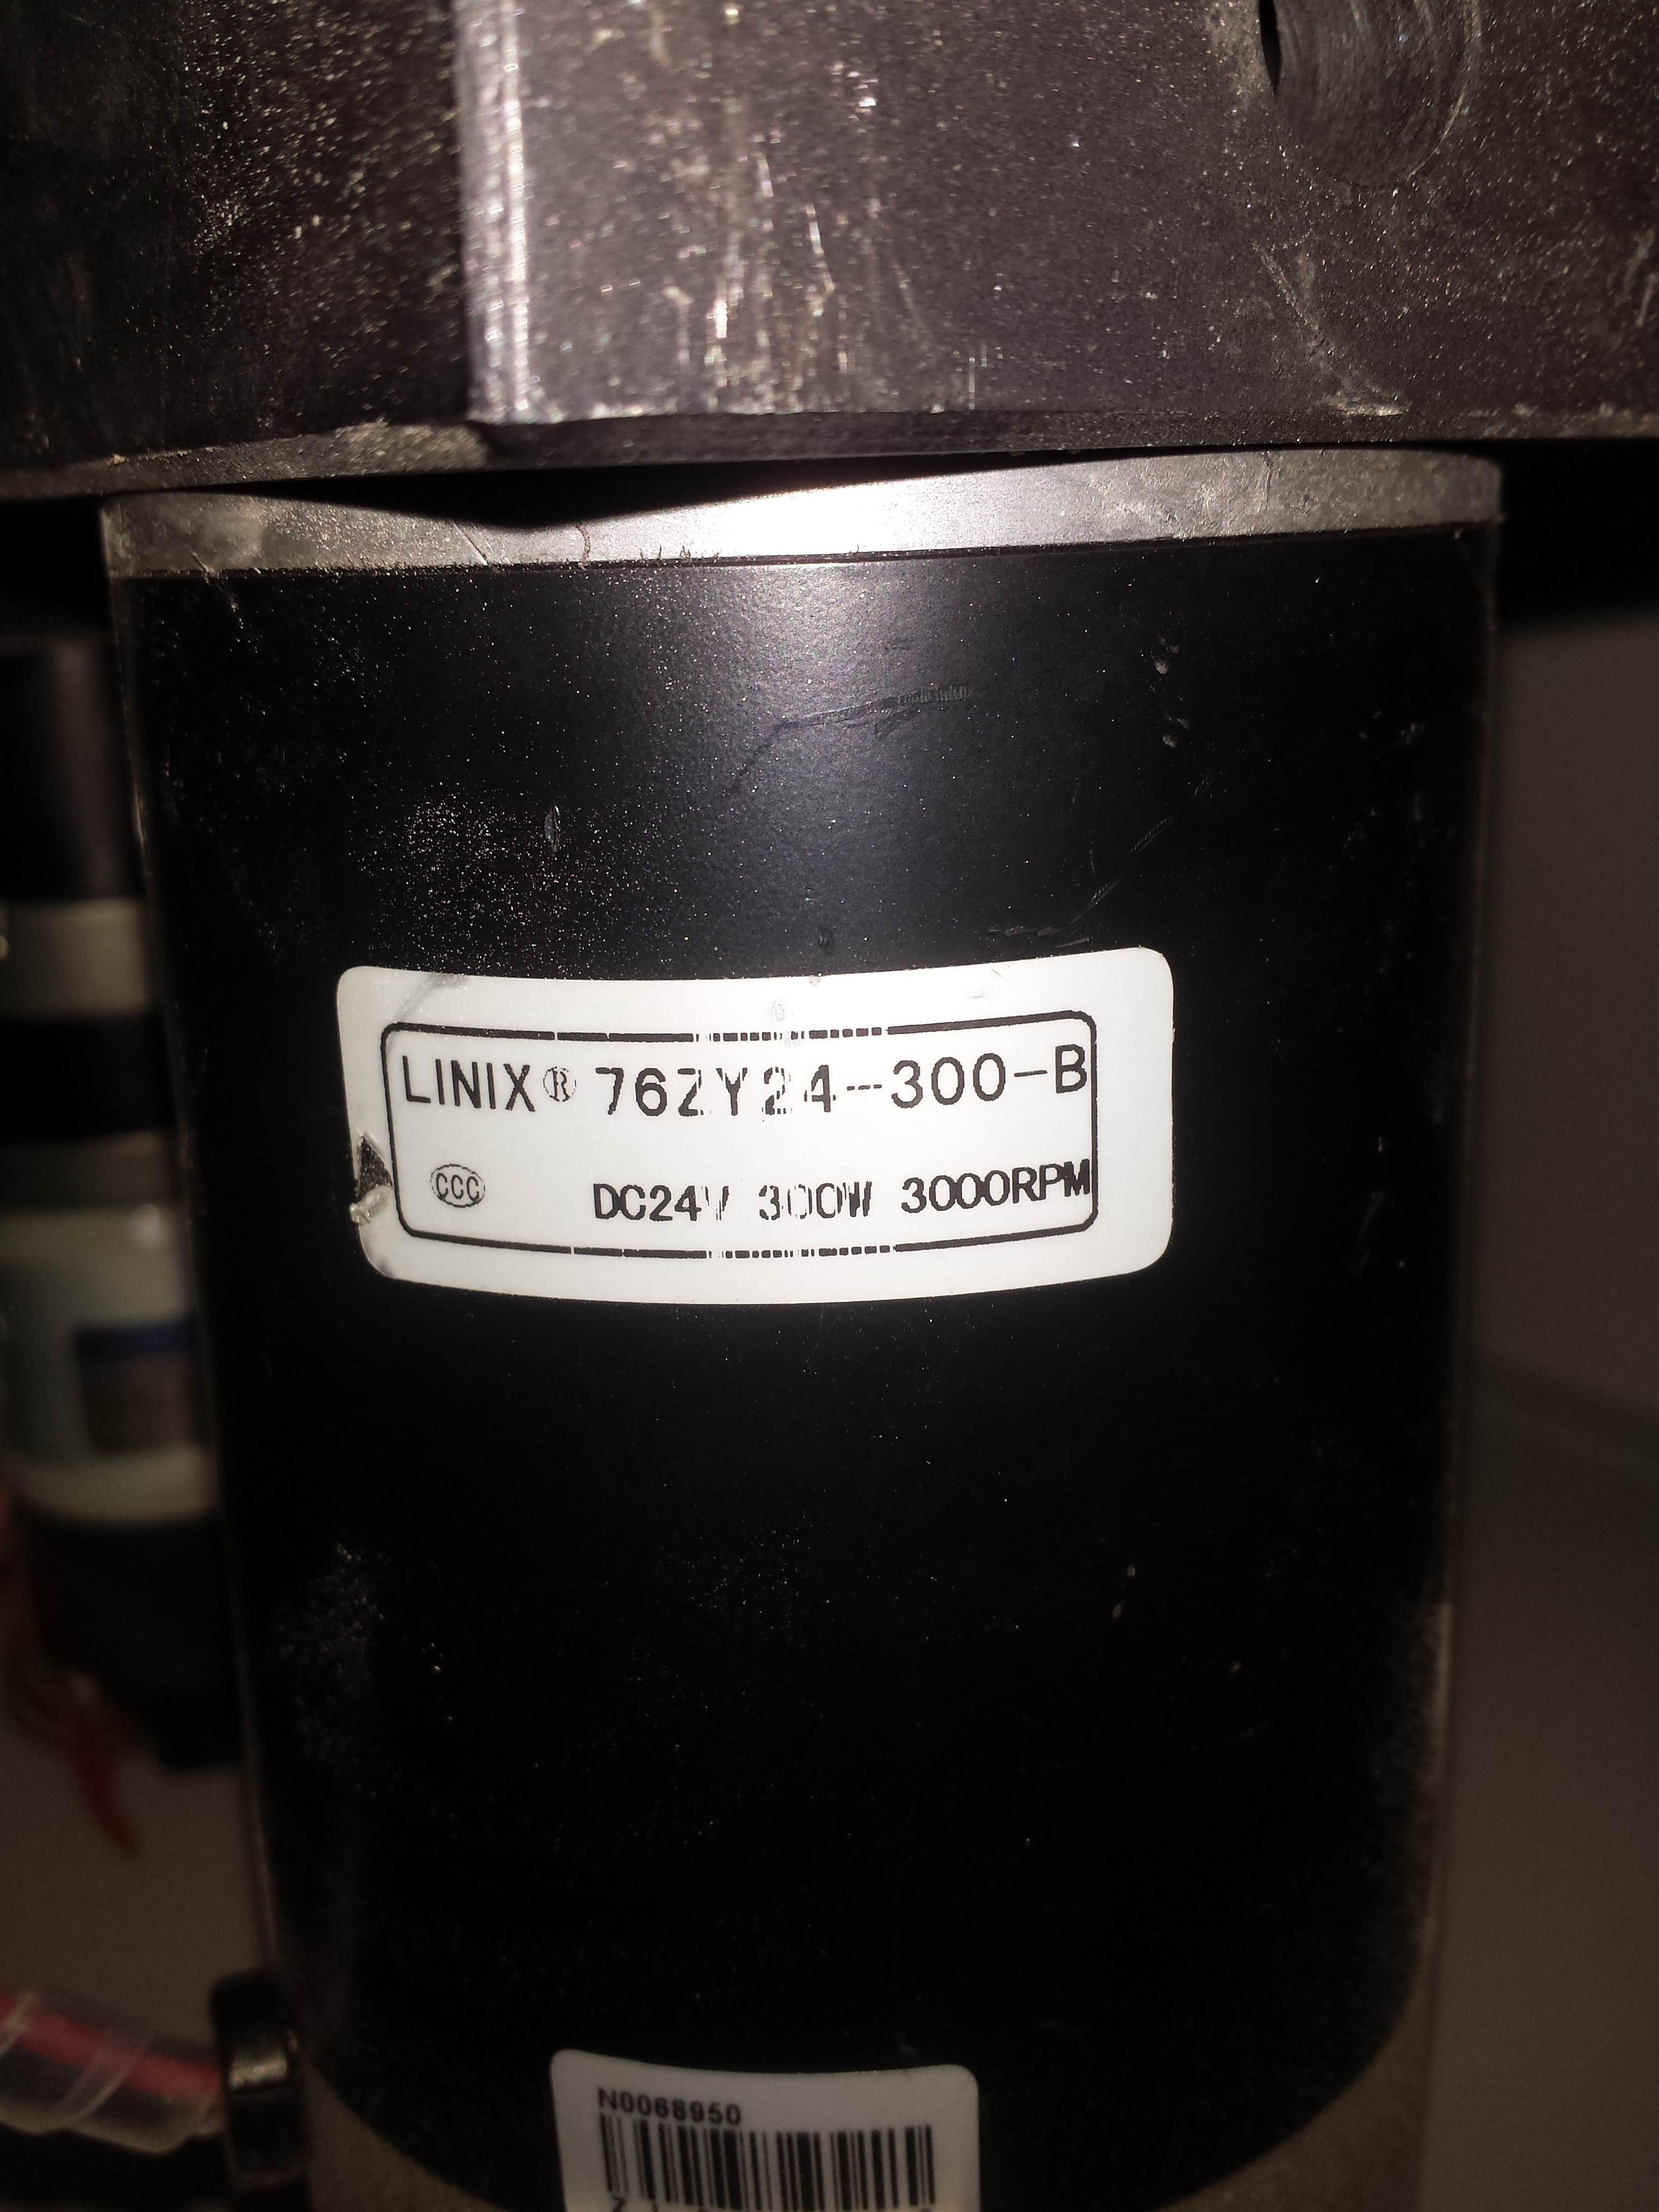 LINIX® 76ZY24-300-B
CCC DC24V 300W 3000RPM
N0068950